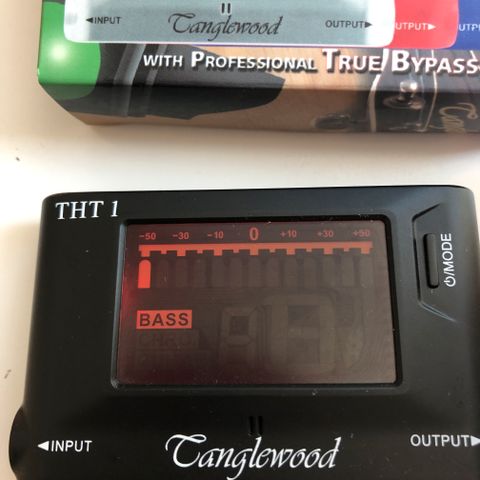 Tanglewood
INPUT OUTPUT
WITH PROFESSIONAL TRUE BYPASS
THT 1
-50 -30 -10 0 +10 +30 +50
BASS
⏻/MODE
INPUT OUTPUT
Tanglewood